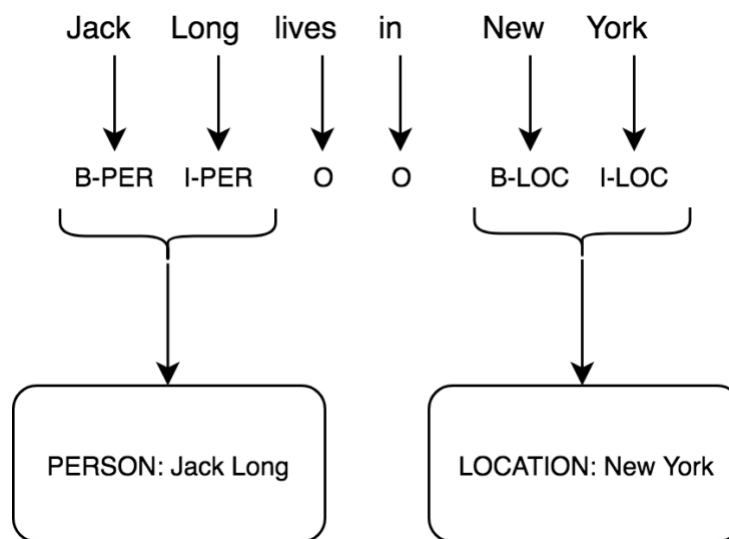 Jack Long lives in New York
B-PER I-PER O O B-LOC I-LOC
PERSON: Jack Long
LOCATION: New York